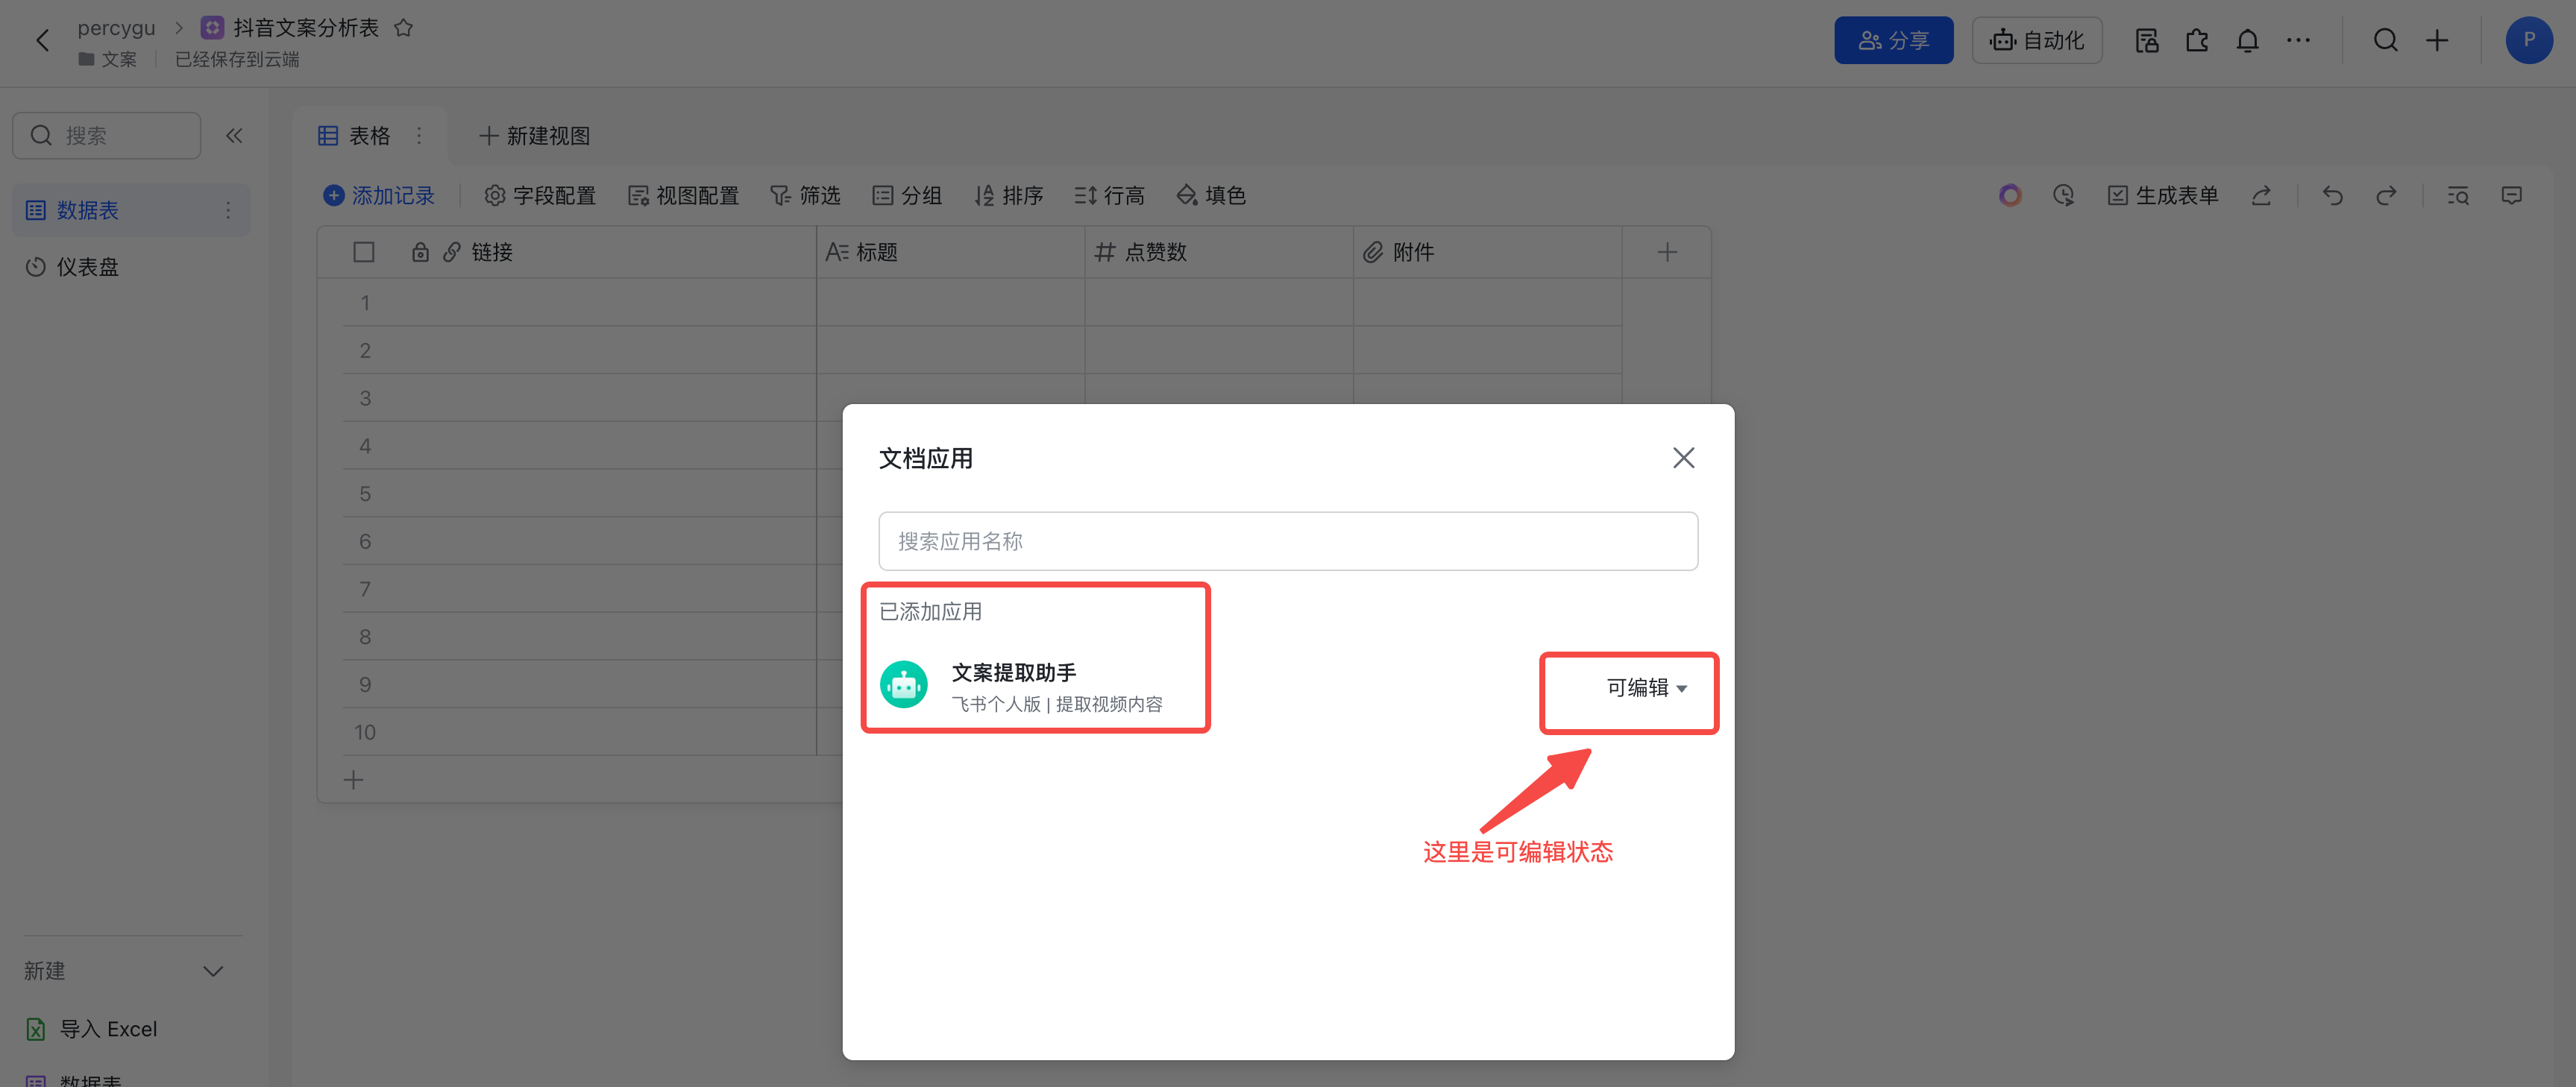 percygu
抖音文案分析表
文案
已经保存到云端
分享
自动化
P
搜索
数据表
仪表盘
表格
新建视图
添加记录
字段配置
视图配置
筛选
分组
排序
行高
填色
生成表单
链接
标题
点赞数
附件
1
2
3
4
5
6
7
8
9
10
文档应用
搜索应用名称
已添加应用
文案提取助手
飞书个人版 | 提取视频内容
可编辑
这里是可编辑状态
新建
导入 Excel
数据表